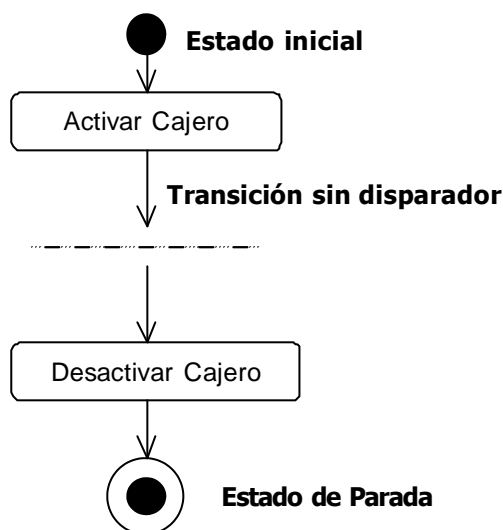 Estado inicial
Activar Cajero
Transición sin disparador
Desactivar Cajero
Estado de Parada